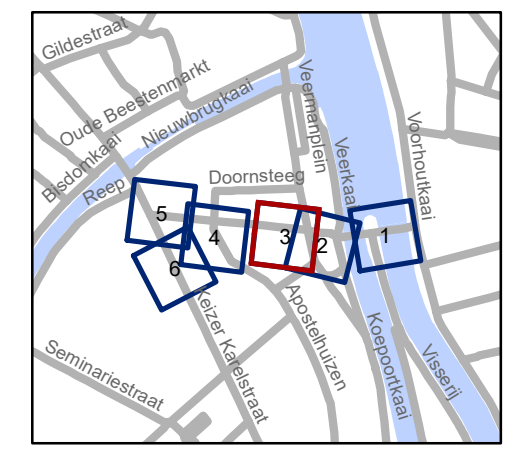 Gildestraat
Oude Beestenmarkt
Nieuwbrugkaai
Bisdomkaai
Reep
Veermanplein
Voorhoutkaai
Veerkaai
Doornsteeg
5
4
3
2
1
6
Keizer Karelstraat
Apostelhuizen
Koepoortkaai
Visserij
Seminariestraat